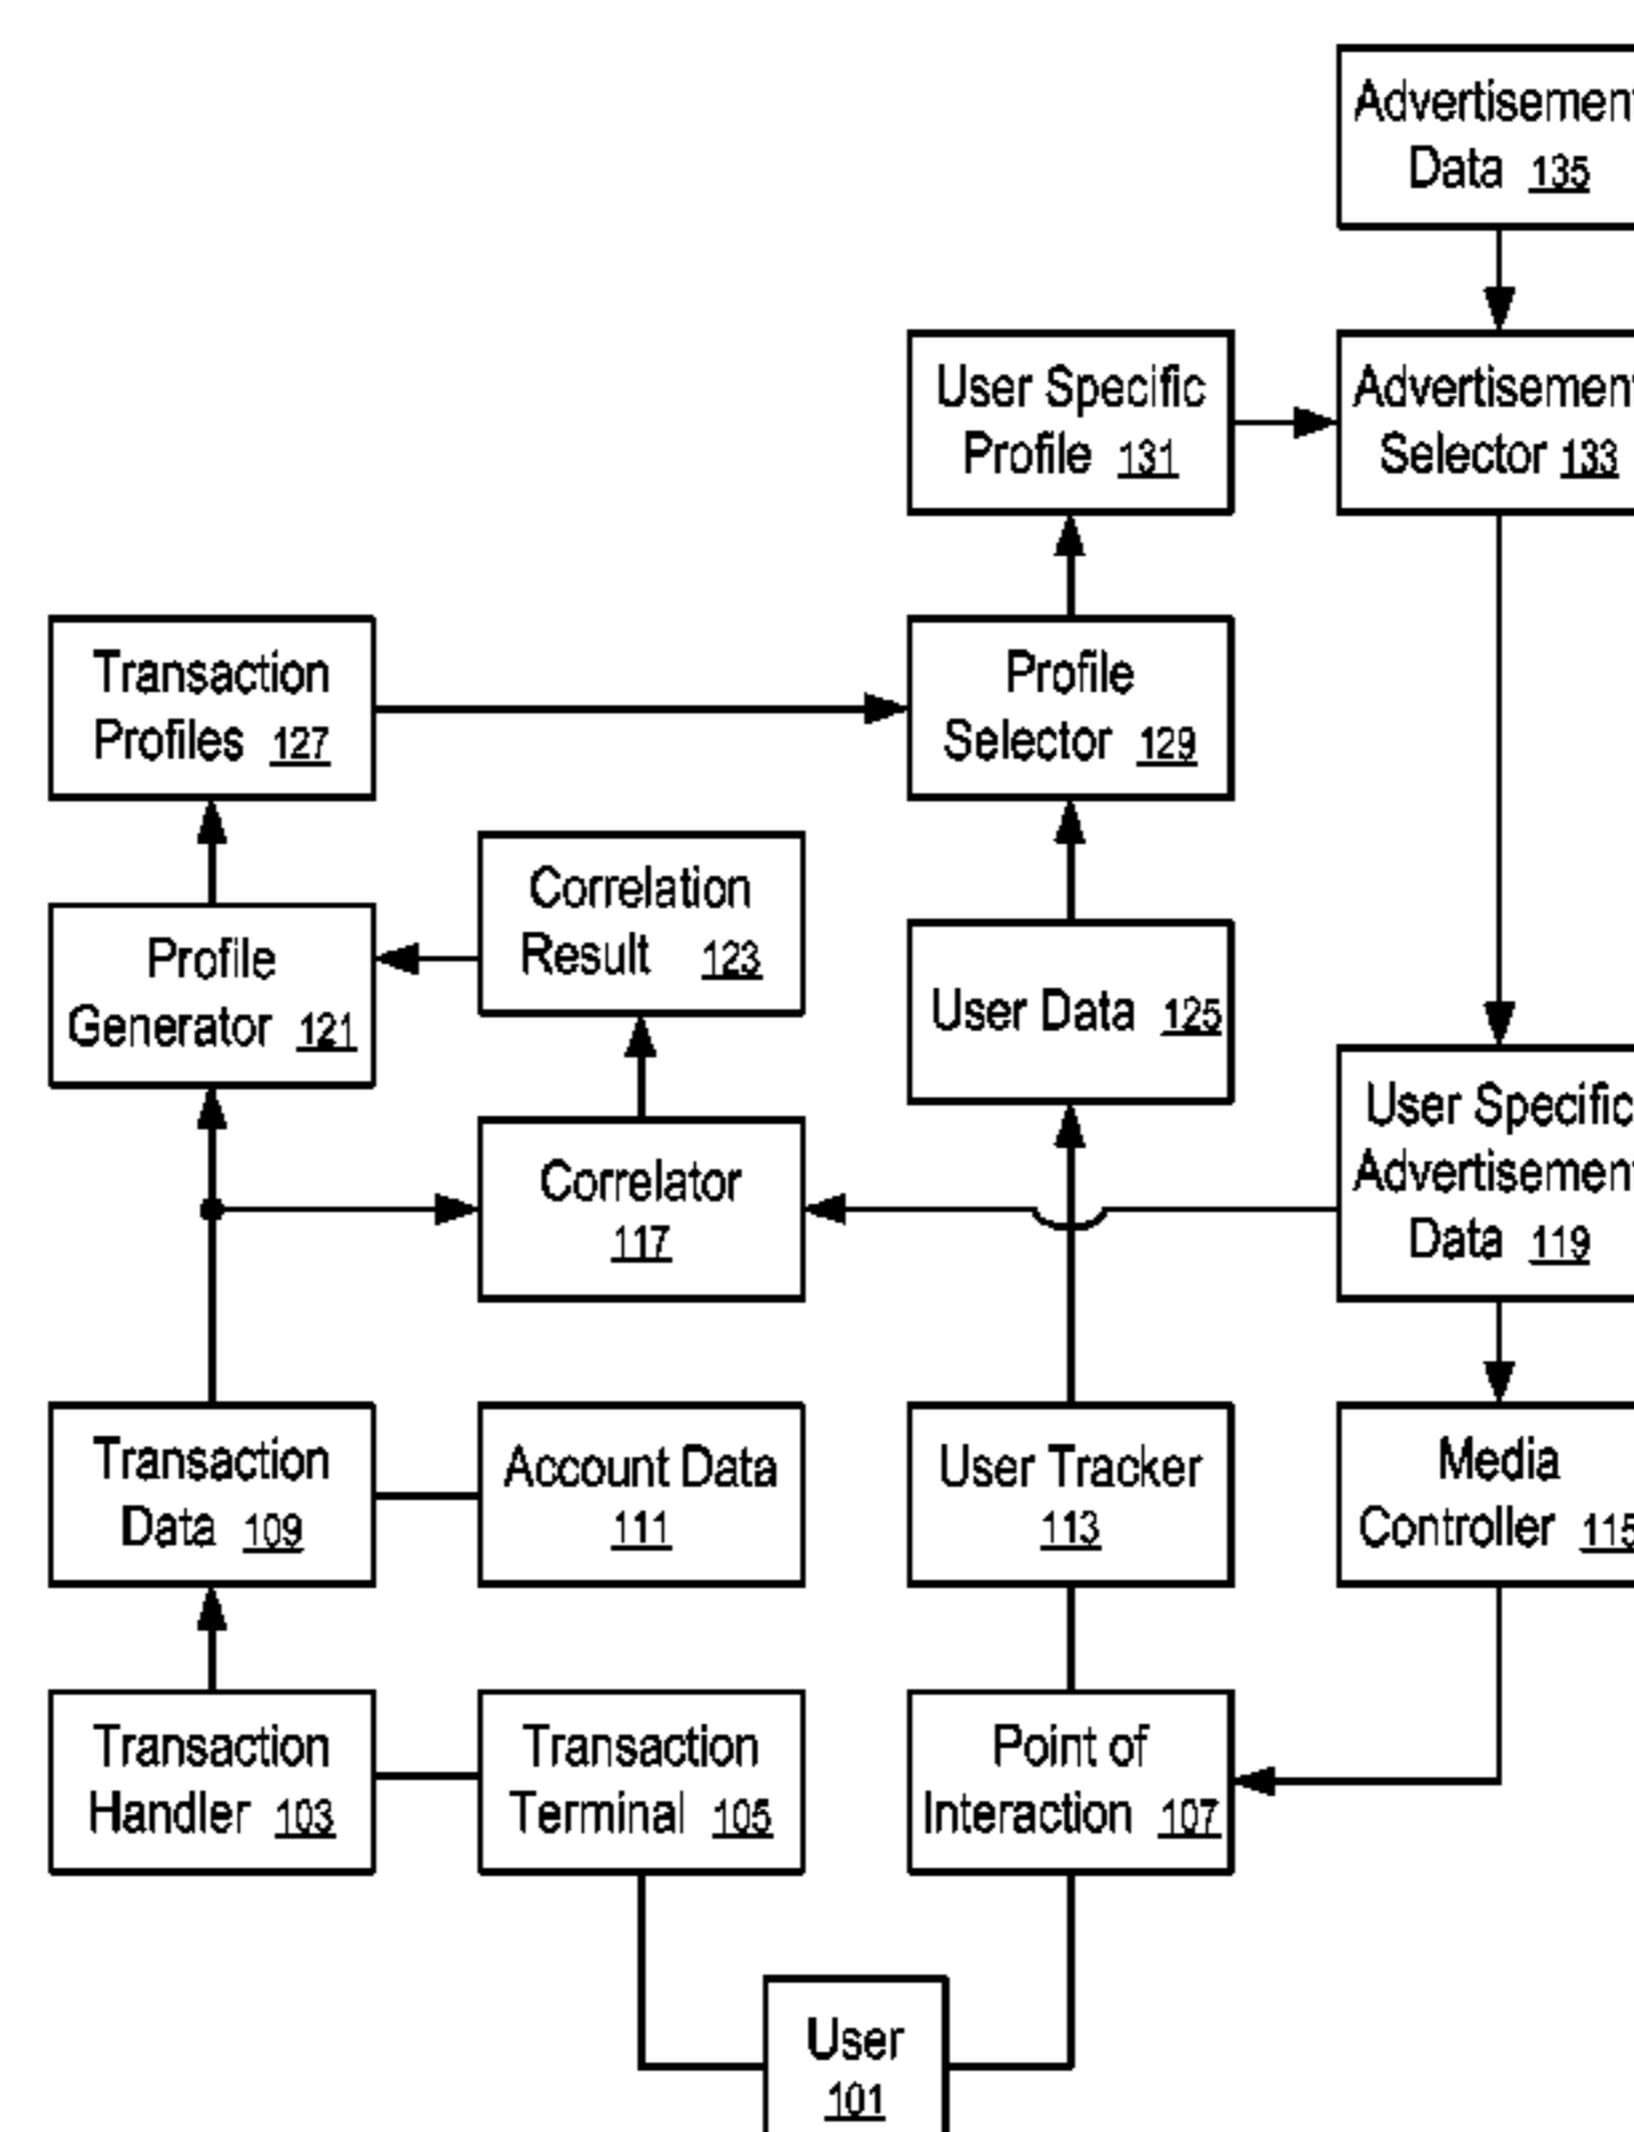 Advertisement
Data 135
User Specific
Profile 131
Advertisement
Selector 133
Transaction
Profiles 127
Profile
Selector 129
Correlation
Result 123
Profile
Generator 121
User Data 125
User Specific
Advertisement
Data 119
Correlator
117
Transaction
Data 109
Account Data
111
User Tracker
113
Media
Controller 115
Transaction
Handler 103
Transaction
Terminal 105
Point of
Interaction 107
User
101